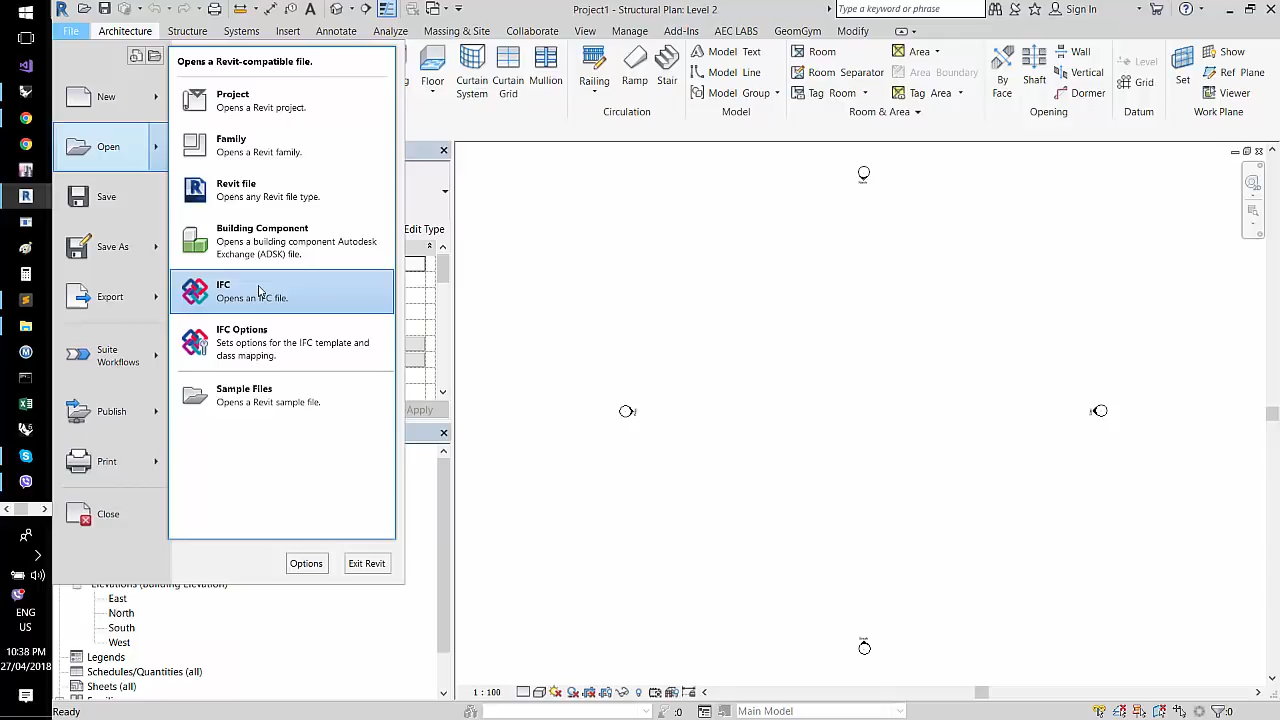 Project1 - Structural Plan: Level 2
Type a keyword or phrase
Sign In
File
Architecture
Structure
Systems
Insert
Annotate
Analyze
Massing & Site
Collaborate
View
Manage
Add-Ins
AEC LABS
GeomGym
Modify
Floor
Curtain
System
Curtain
Grid
Mullion
Railing
Ramp
Stair
Circulation
Model Text
Model Line
Model Group
Model
Room
Room Separator
Tag Room
Area
Area Boundary
Tag Area
Room & Area
By
Face
Shaft
Wall
Vertical
Dormer
Opening
Level
Grid
Datum
Set
Show
Ref Plane
Viewer
Work Plane
Opens a Revit-compatible file.
New
Open
Save
Save As
Export
Suite
Workflows
Publish
Print
Close
Project
Opens a Revit project.
Family
Opens a Revit family.
Revit file
Opens any Revit file type.
Building Component
Opens a building component Autodesk
Exchange (ADSK) file.
IFC
Opens an IFC file.
IFC Options
Sets options for the IFC template and
class mapping.
Sample Files
Opens a Revit sample file.
Options
Exit Revit
Edit Type
Apply
Elevations (Building Elevation)
East
North
South
West
Legends
Schedules/Quantities (all)
Sheets (all)
1 : 100
Ready
:0
Main Model
:0
ENG
US
10:38 PM
27/04/2018